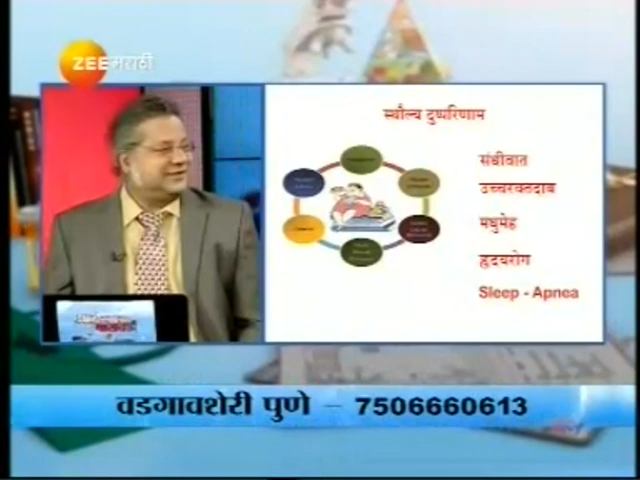 ZEE मराठी
स्थौल्य दुष्परिणाम
संधीवात
उच्चरक्तदाब
मधुमेह
हृदयरोग
Sleep - Apnea
वडगावशेरी पुणे – 7506660613